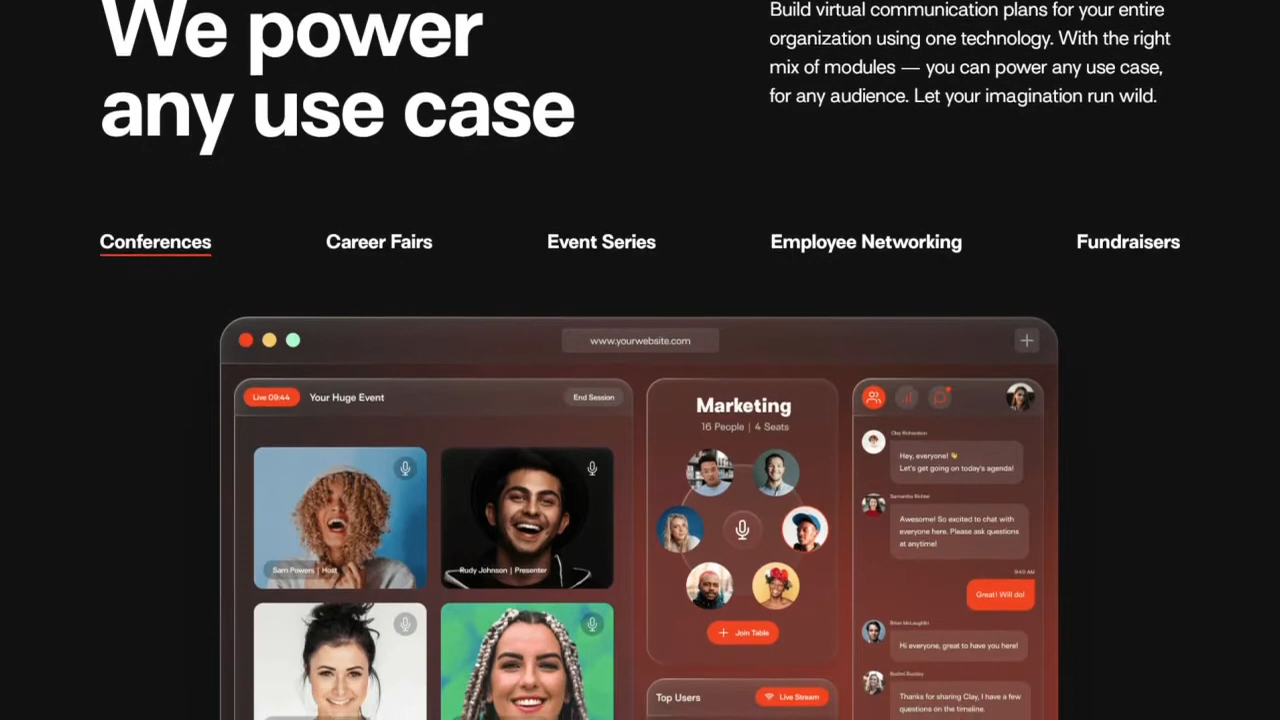 We power
any use case
Build virtual communication plans for your entire
organization using one technology. With the right
mix of modules — you can power any use case,
for any audience. Let your imagination run wild.
Conferences
Career Fairs
Event Series
Employee Networking
Fundraisers
www.yourwebsite.com
Live 09:44
Your Huge Event
End Session
Sam Powers | Host
Rudy Johnson | Presenter
Marketing
16 People | 4 Seats
Join Table
Top Users
Live Stream
Clay Richardson
Hey, everyone! 👋
Let's get going on today's agenda!
Samantha Richter
Awesome! So excited to chat with
everyone here. Please ask questions
at anytime!
9:40 AM
Great! Will do!
Brian McLaughlin
Hi everyone, great to have you here!
Thanks for sharing Clay, I have a few
questions on the timeline.